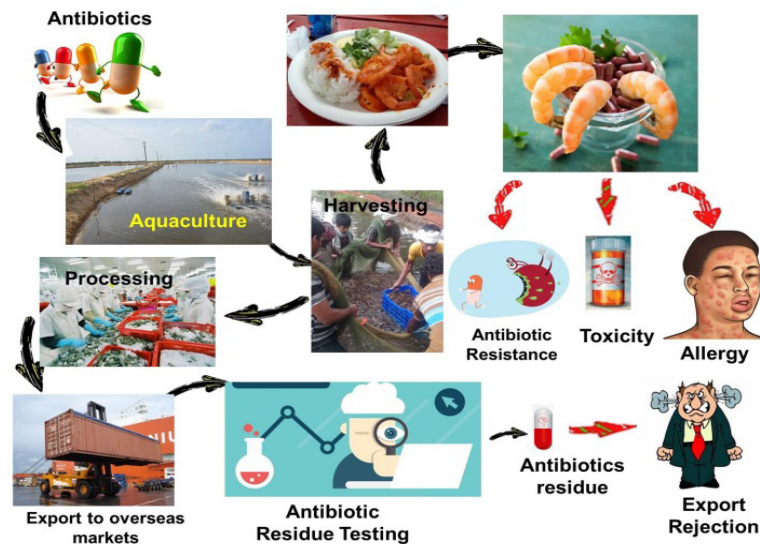 Antibiotics
Aquaculture
Harvesting
Processing
Antibiotic
Resistance
Toxicity
Allergy
Export to overseas
markets
Antibiotic
Residue Testing
Antibiotics
residue
Export
Rejection